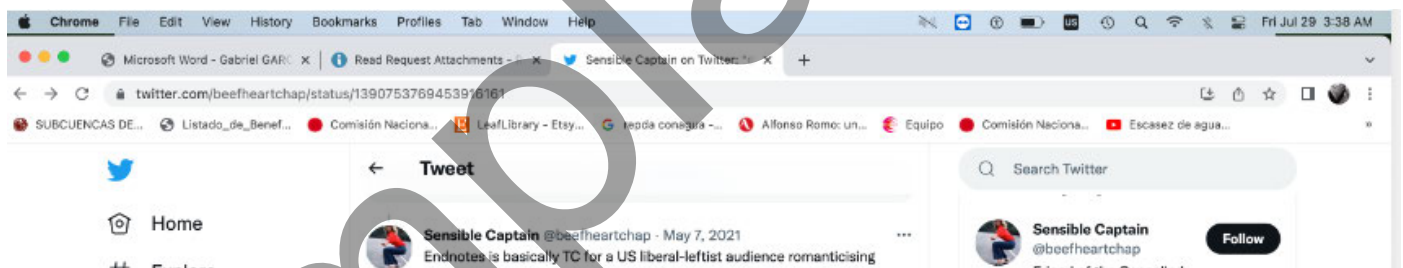 Chrome File Edit View History Bookmarks Profiles Tab Window Help US Fri Jul 29 3:38 AM
Microsoft Word - Gabriel GARC Read Request Attachments - Sensible Captain on Twitter:
twitter.com/beefheartchap/status/1390753769453916161
SUBCUENCAS DE... Listado_de_Benef... Comisión Naciona... LeafLibrary - Etsy... repda conagua -... Alfonso Romo: un... Equipo Comisión Naciona... Escasez de agua... »
Tweet
Search Twitter
Home
Sensible Captain @beefheartchap · May 7, 2021
Endnotes is basically TC for a US liberal-leftist audience romanticising
Sensible Captain
@beefheartchap
Follow